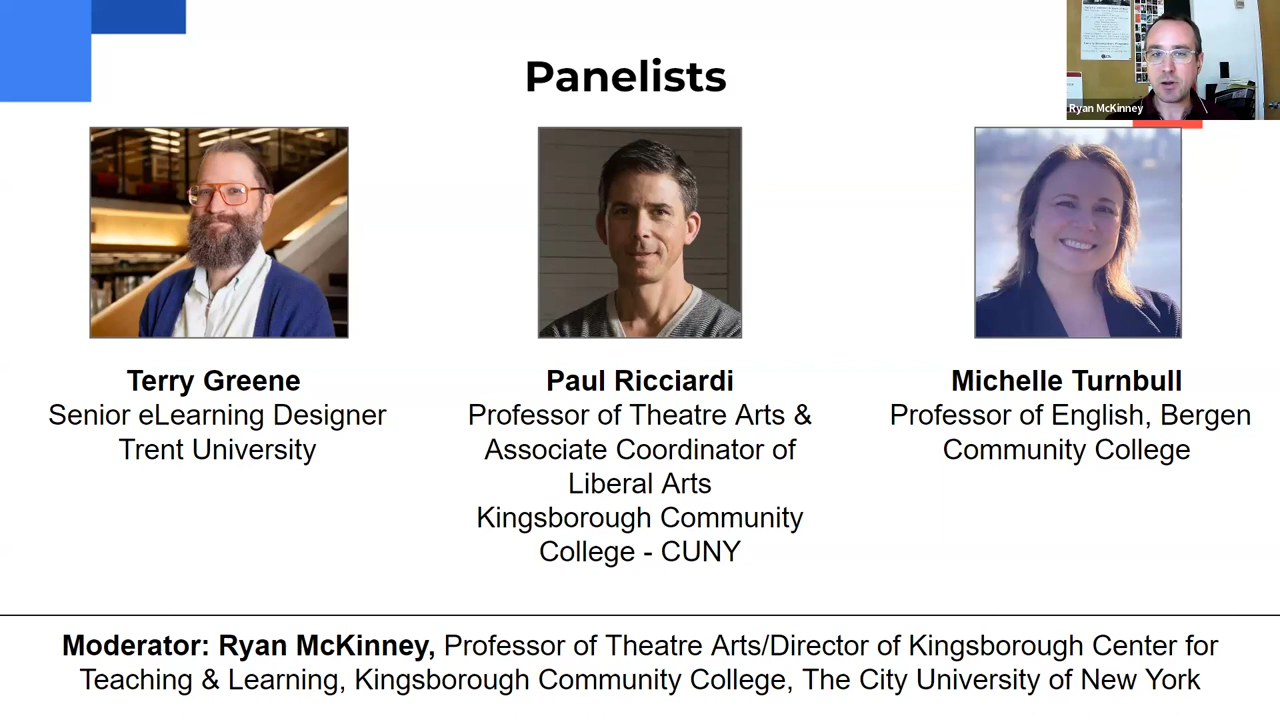 Panelists
Ryan McKinney
Terry Greene
Senior eLearning Designer
Trent University
Paul Ricciardi
Professor of Theatre Arts &
Associate Coordinator of
Liberal Arts
Kingsborough Community
College - CUNY
Michelle Turnbull
Professor of English, Bergen
Community College
Moderator: Ryan McKinney, Professor of Theatre Arts/Director of Kingsborough Center for
Teaching & Learning, Kingsborough Community College, The City University of New York